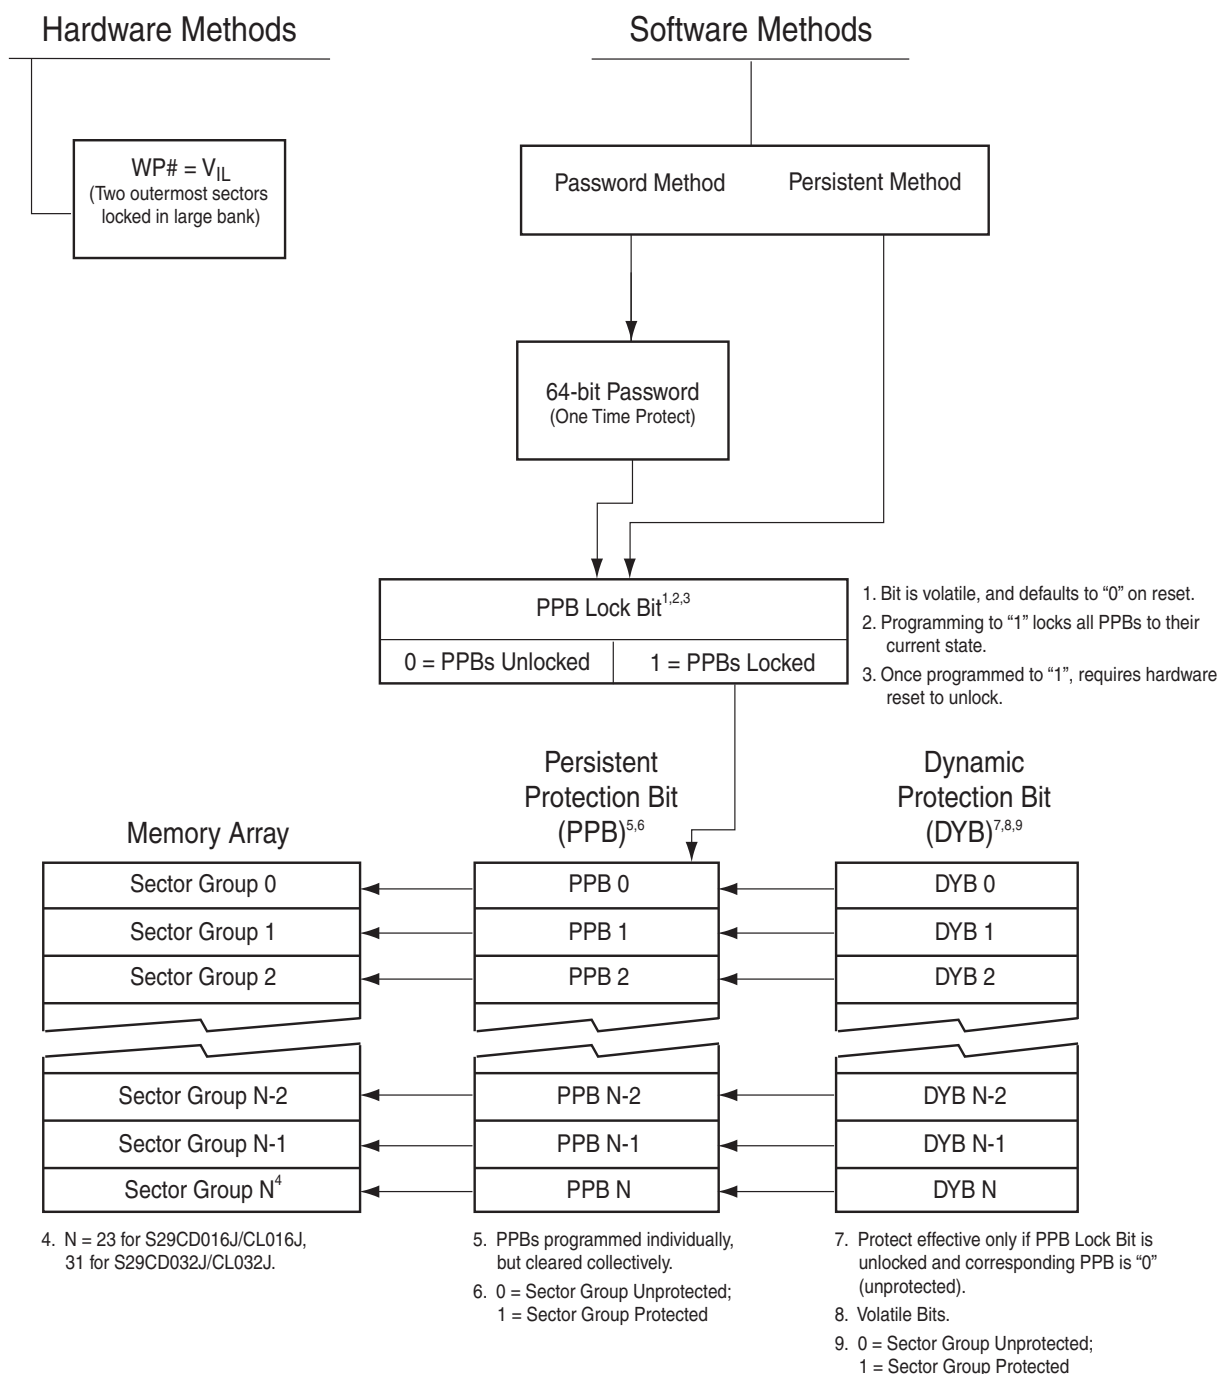 Hardware Methods
Software Methods
WP# = VIL
(Two outermost sectors
locked in large bank)
Password Method
Persistent Method
64-bit Password
(One Time Protect)
PPB Lock Bit1,2,3
0 = PPBs Unlocked
1 = PPBs Locked
1. Bit is volatile, and defaults to “0” on reset.
2. Programming to “1” locks all PPBs to their
current state.
3. Once programmed to “1”, requires hardware
reset to unlock.
Memory Array
Persistent
Protection Bit
(PPB)5,6
Dynamic
Protection Bit
(DYB)7,8,9
Sector Group 0
PPB 0
DYB 0
Sector Group 1
PPB 1
DYB 1
Sector Group 2
PPB 2
DYB 2
Sector Group N-2
PPB N-2
DYB N-2
Sector Group N-1
PPB N-1
DYB N-1
Sector Group N4
PPB N
DYB N
4. N = 23 for S29CD016J/CL016J,
31 for S29CD032J/CL032J.
5. PPBs programmed individually,
but cleared collectively.
6. 0 = Sector Group Unprotected;
1 = Sector Group Protected
7. Protect effective only if PPB Lock Bit is
unlocked and corresponding PPB is “0”
(unprotected).
8. Volatile Bits.
9. 0 = Sector Group Unprotected;
1 = Sector Group Protected